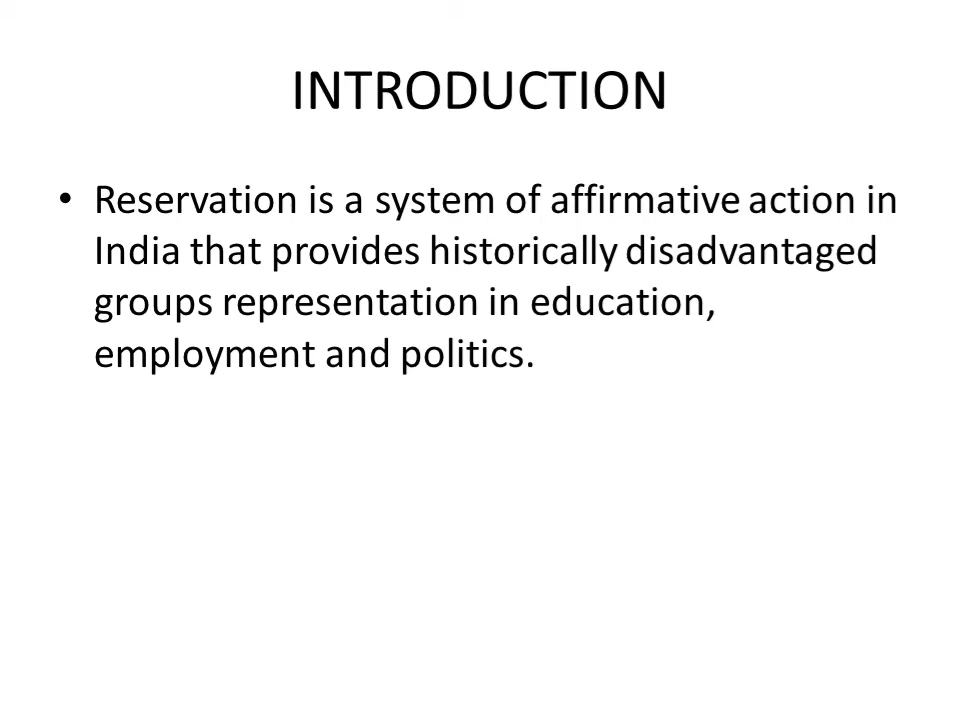 INTRODUCTION
• Reservation is a system of affirmative action in
India that provides historically disadvantaged
groups representation in education,
employment and politics.